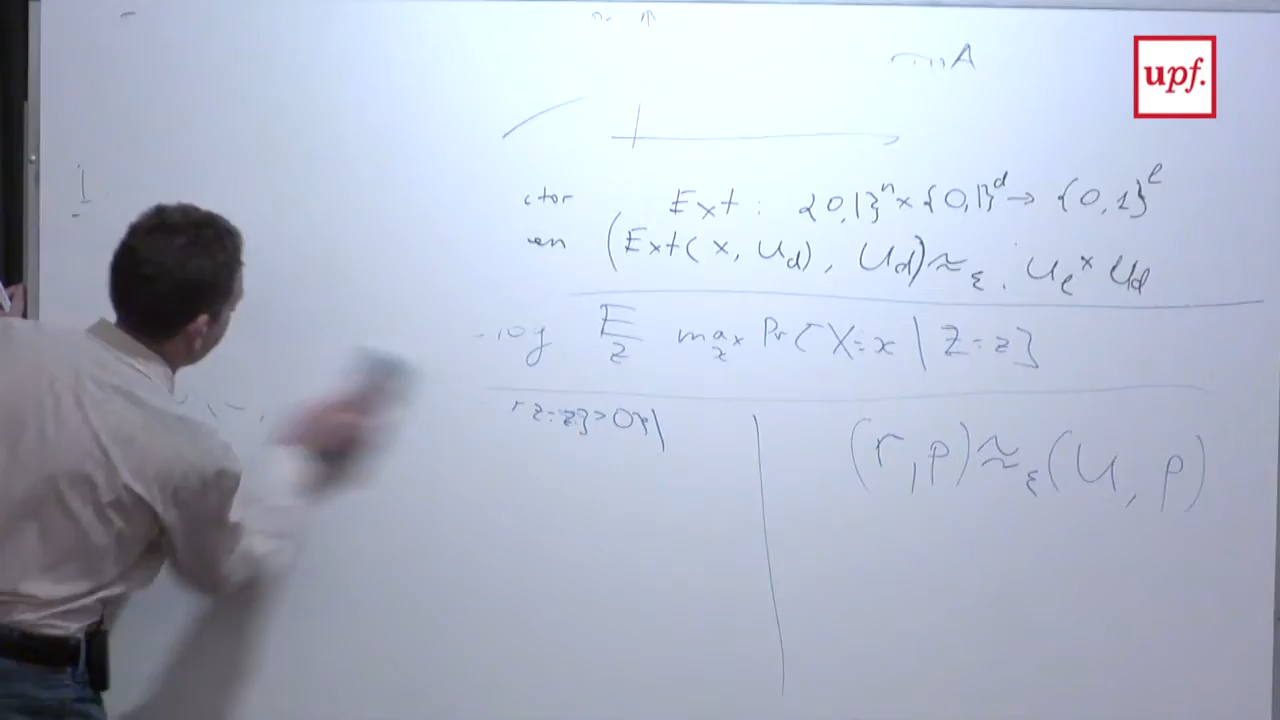 A
upf.
ctor Ext : {0,1}ⁿ × {0,1}ᵈ → {0,1}ˡ
en (Ext(x, U_d), U_d) ≈_ε U_ℓ × U_d
-log E_z max_x Pr[X=x | Z=z]
z=z}>0}|
(r,p) ≈_ε (U,p)